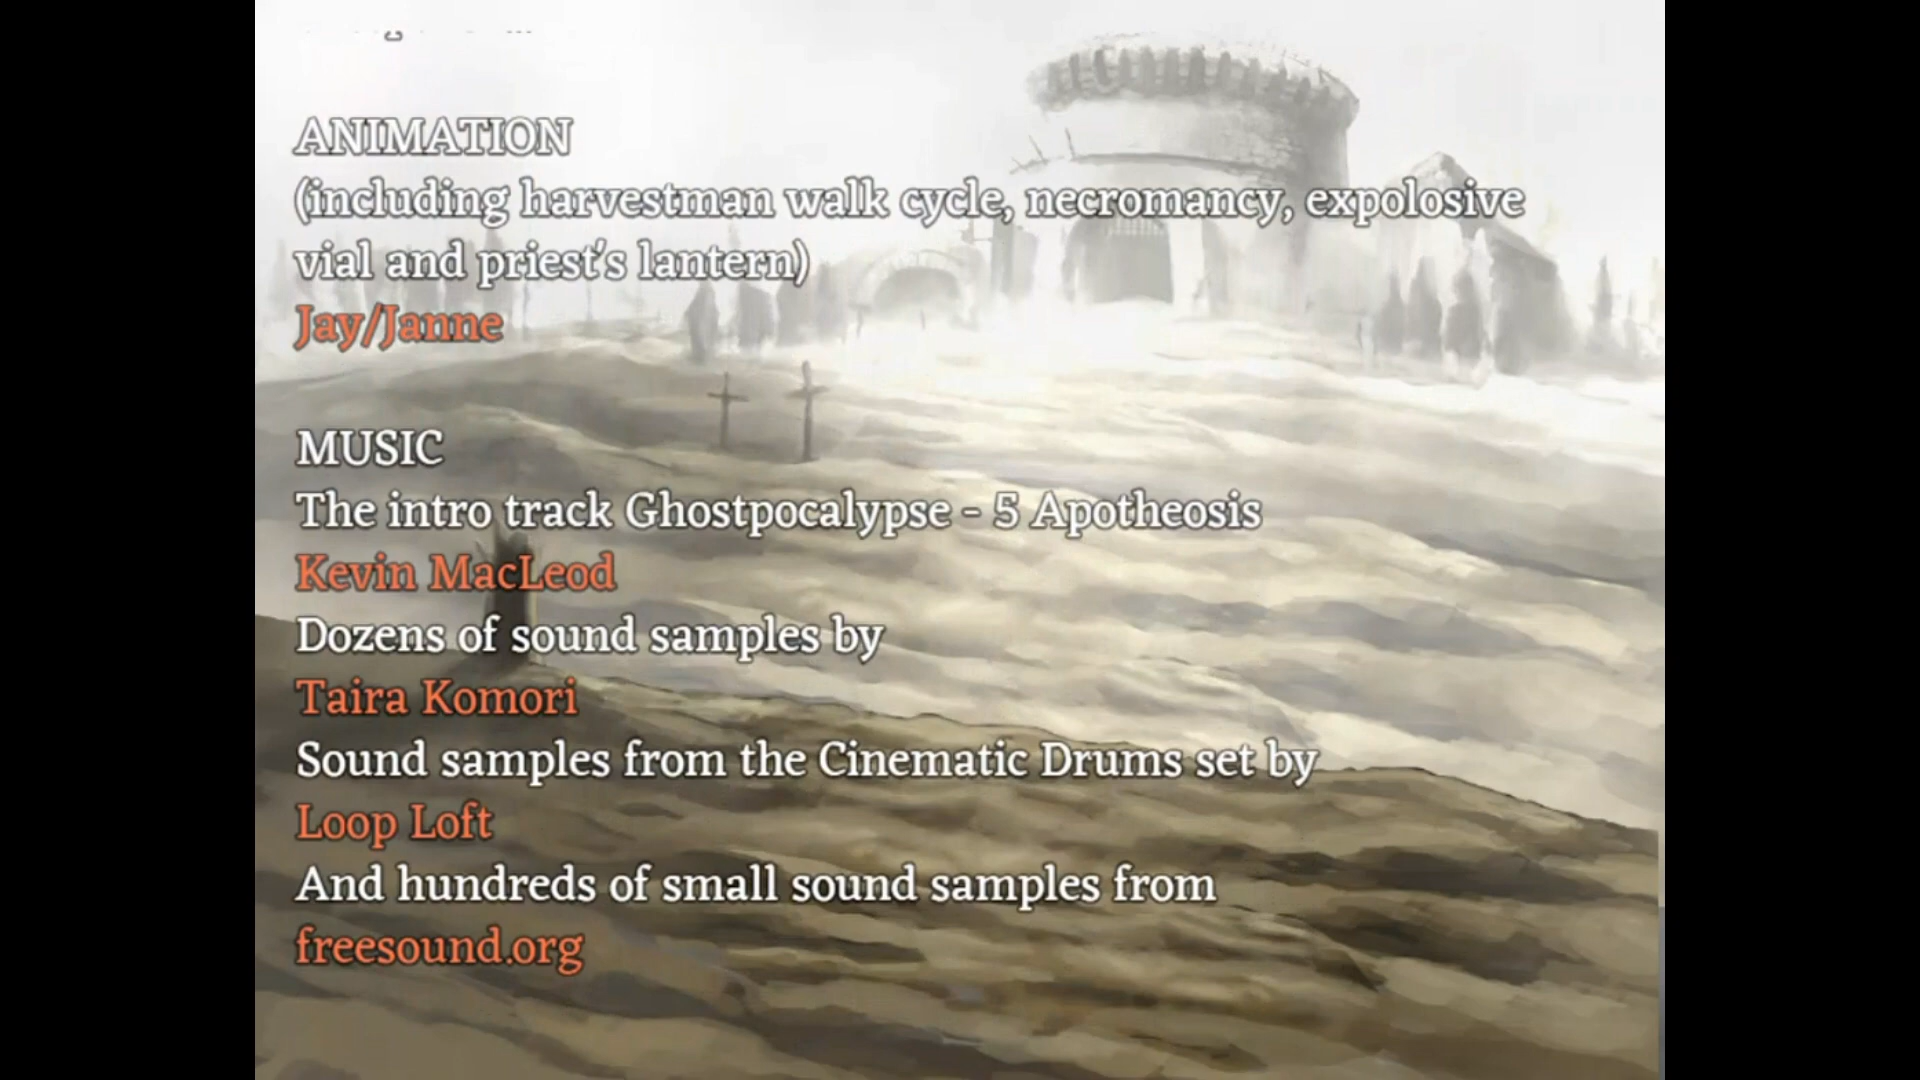 ANIMATION
(including harvestman walk cycle, necromancy, expolosive
vial and priest's lantern)
Jay/Janne
MUSIC
The intro track Ghostpocalypse - 5 Apotheosis
Kevin MacLeod
Dozens of sound samples by
Taira Komori
Sound samples from the Cinematic Drums set by
Loop Loft
And hundreds of small sound samples from
freesound.org